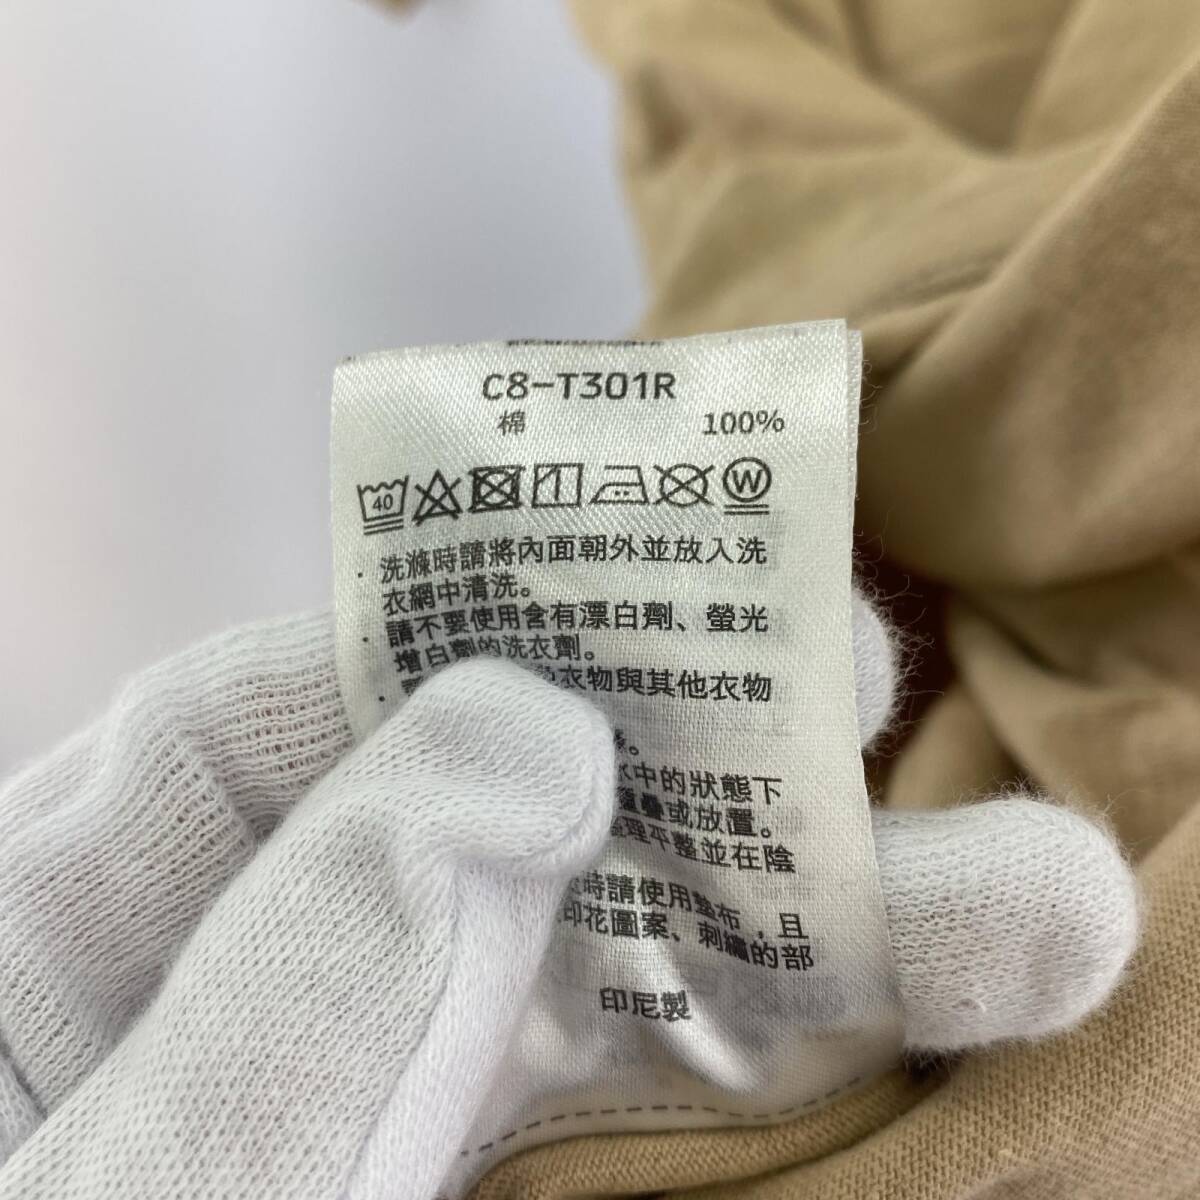 C8-T301R
棉 100%
40 W
· 洗滌時請將內面朝外並放入洗
衣網中清洗。
· 請不要使用含有漂白劑、螢光
增白劑的洗衣劑。
衣物與其他衣物
。
水中的狀態下
疊或放置。
理平整並在陰
時請使用墊布，且
印花圖案、刺繡的部
印尼製